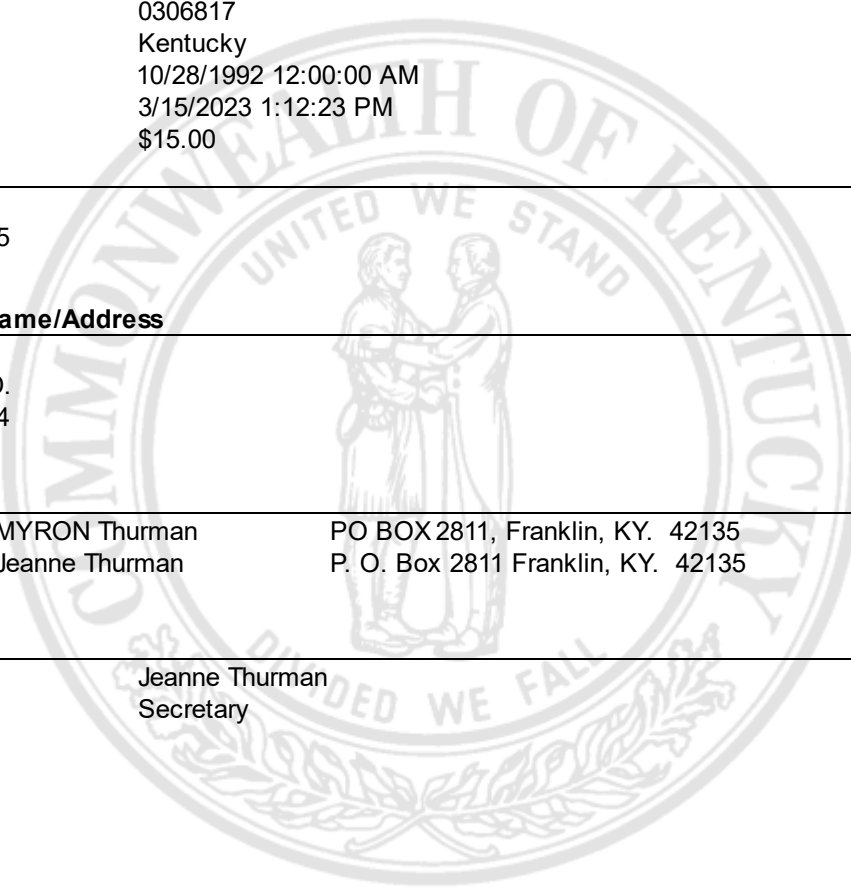 0306817
Kentucky
10/28/1992 12:00:00 AM
3/15/2023 1:12:23 PM
$15.00
5
ame/Address
4
MYRON Thurman PO BOX 2811, Franklin, KY. 42135
Jeanne Thurman P. O. Box 2811 Franklin, KY. 42135
Jeanne Thurman
Secretary
COMMONWEALTH OF KENTUCKY
UNITED WE STAND
DIVIDED WE FALL